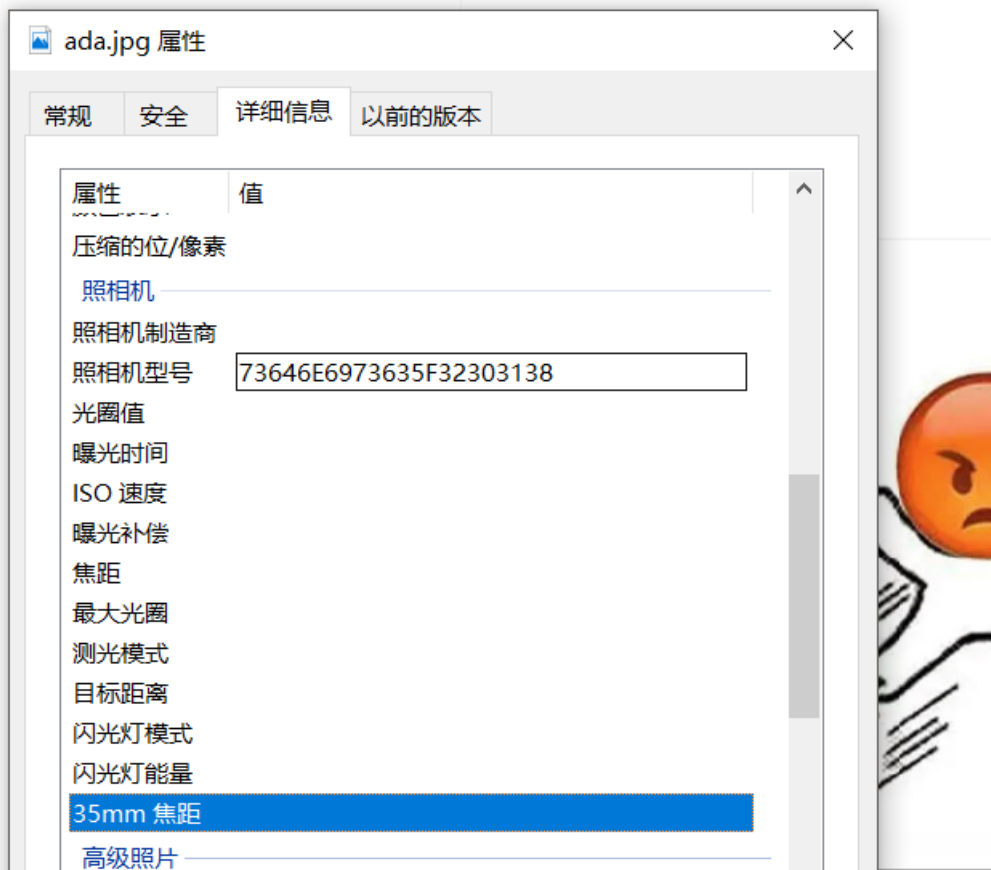 ada.jpg 属性
常规 安全 详细信息 以前的版本
属性 值
压缩的位/像素
照相机
照相机制造商
照相机型号 73646E6973635F32303138
光圈值
曝光时间
ISO 速度
曝光补偿
焦距
最大光圈
测光模式
目标距离
闪光灯模式
闪光灯能量
35mm 焦距
高级照片